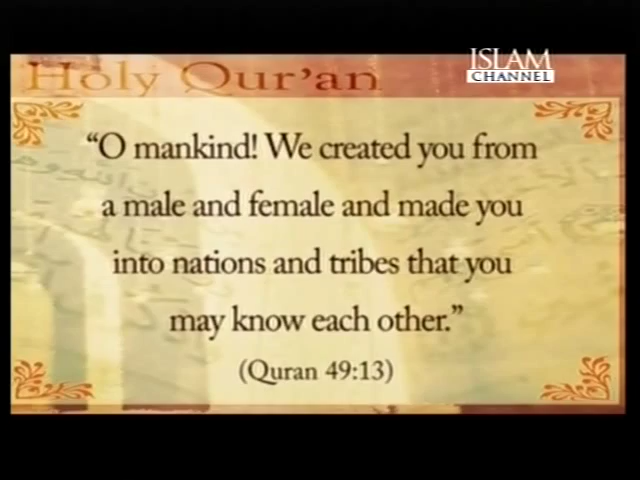 ISLAM
CHANNEL
Holy Qur'an
“O mankind! We created you from
a male and female and made you
into nations and tribes that you
may know each other.”
(Quran 49:13)